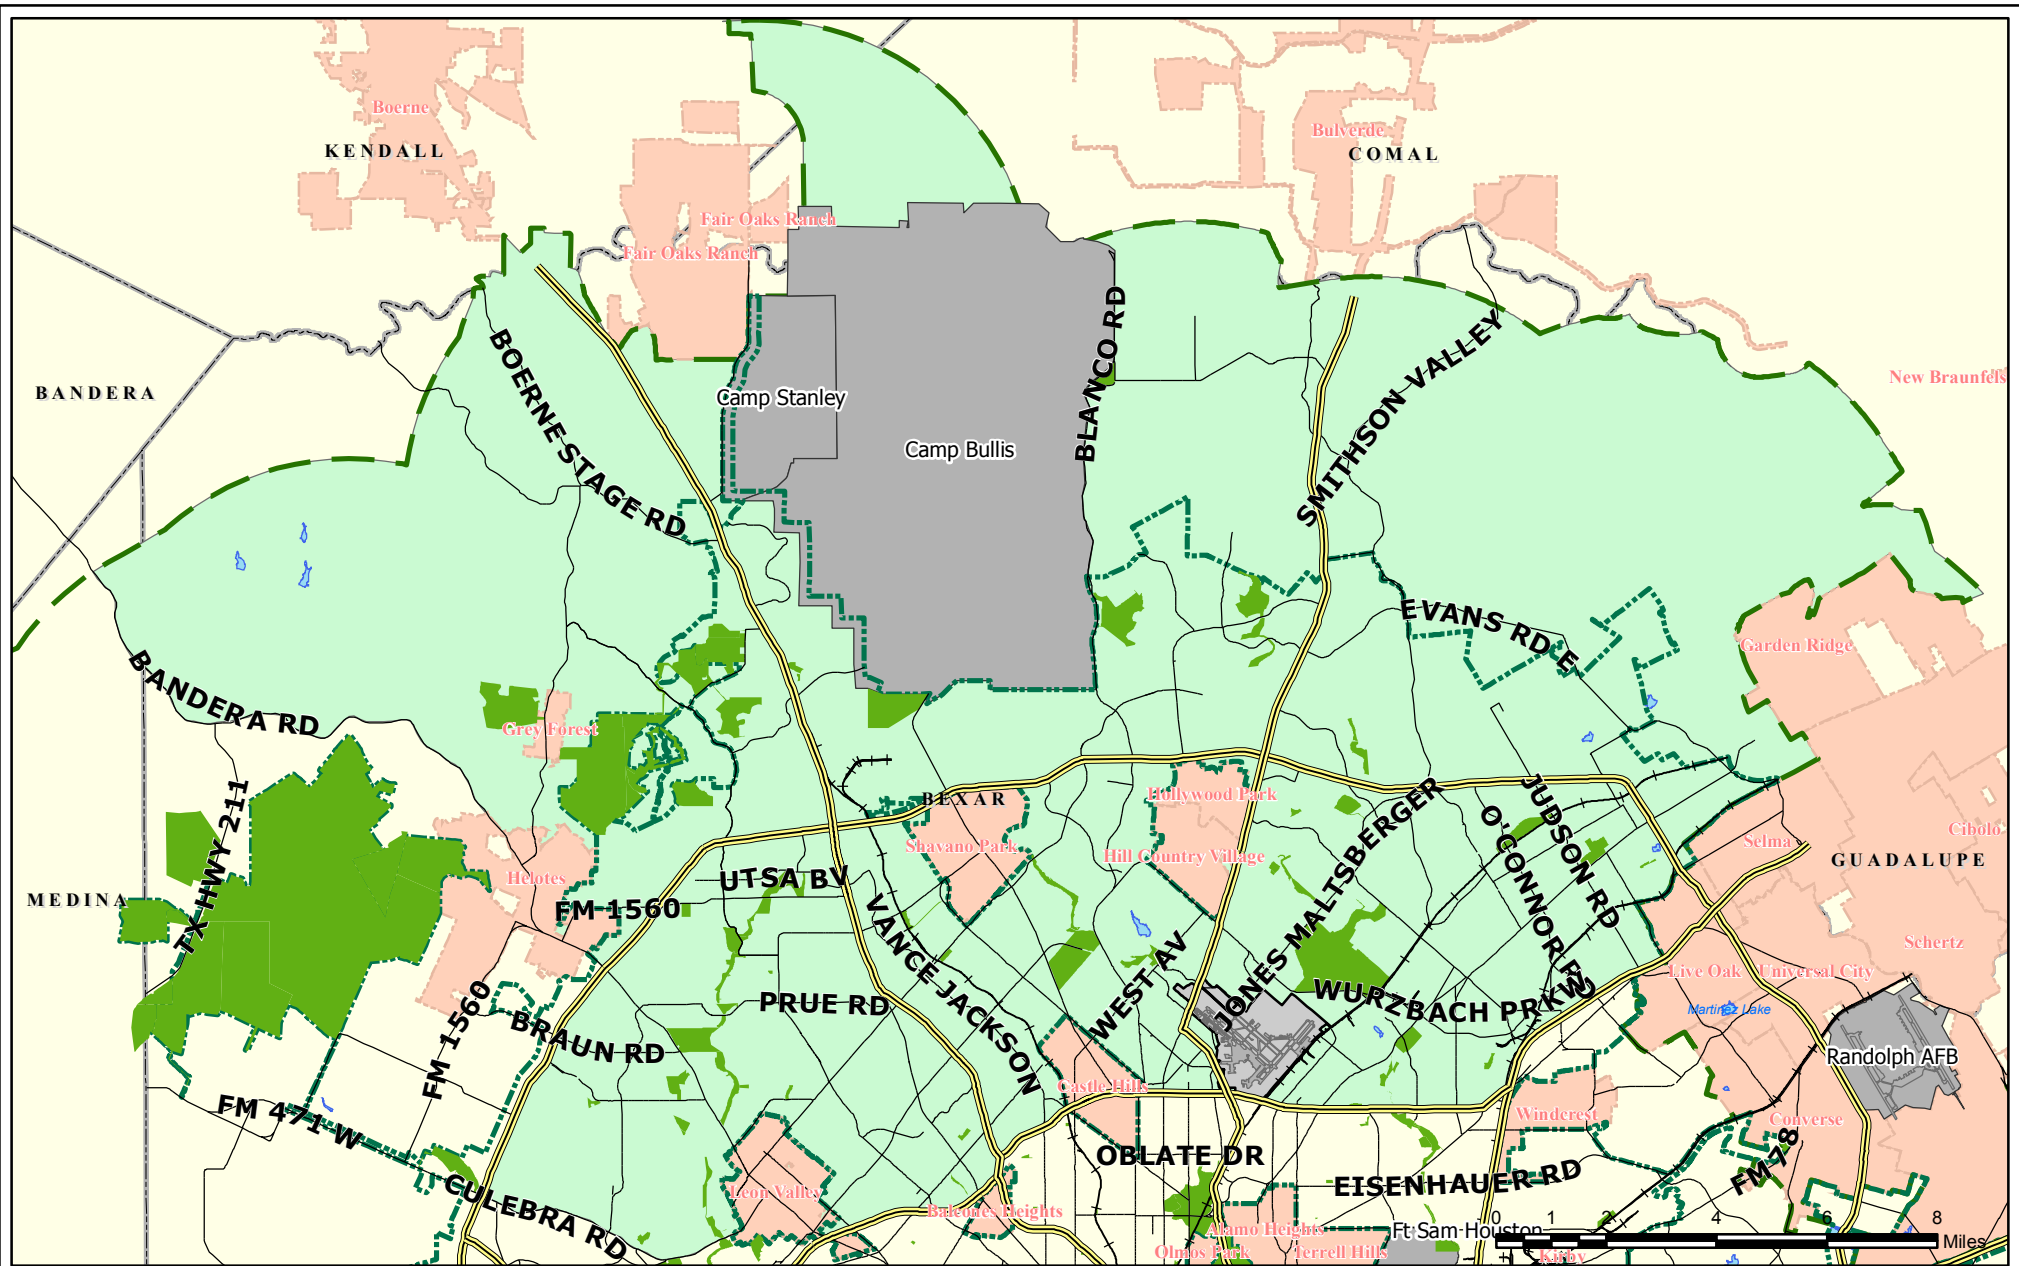 Boerne
KENDALL
Bulverde
COMAL
Fair Oaks Ranch
Fair Oaks Ranch
BLANCO RD
BOERNE STAGE RD
SMITHSON VALLEY
New Braunfels
BANDERA
Camp Stanley
Camp Bullis
EVANS RD E
Garden Ridge
BANDERA RD
Grey Forest
TX HWY 211
BEXAR
Hollywood Park
JONES MALTSBERGER
JUDSON RD
O'CONNOR RD
Shavano Park
Hill Country Village
Selma
Cibolo
GUADALUPE
UTSA BV
Helotes
FM 1560
VANCE JACKSON
MEDINA
WEST AV
Schertz
Live Oak
Universal City
FM 1560
PRUE RD
WURZBACH PRKW
Martinez Lake
BRAUN RD
Randolph AFB
Castle Hills
Windcrest
Converse
FM 471 W
OBLATE DR
FM 78
EISENHAUER RD
CULEBRA RD
Leon Valley
Balcones Heights
Alamo Heights
Ft Sam Houston
Olmos Park
Terrell Hills
Kirby
0 1 2 4 6 8
Miles